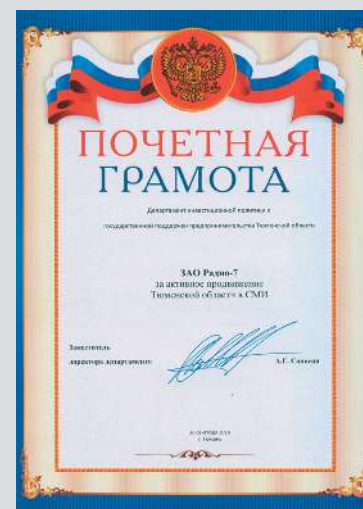 ПОЧЕТНАЯ
ГРАМОТА
Департамент инвестиционной политики и
государственной поддержки предпринимательства Тюменской области
ЗАО Радио-7
за активное продвижение
Тюменской области в СМИ
Заместитель
директора департамента
А.Г.
г. Тюмень